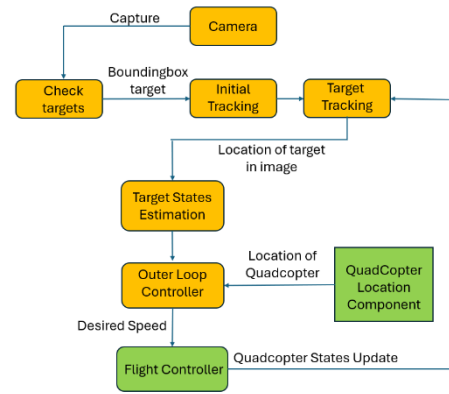 Capture
Camera
Boundingbox
target
Check
targets
Initial
Tracking
Target
Tracking
Location of target
in image
Target States
Estimation
Location of
Quadcopter
QuadCopter
Location
Component
Outer Loop
Controller
Desired Speed
Flight Controller
Quadcopter States Update